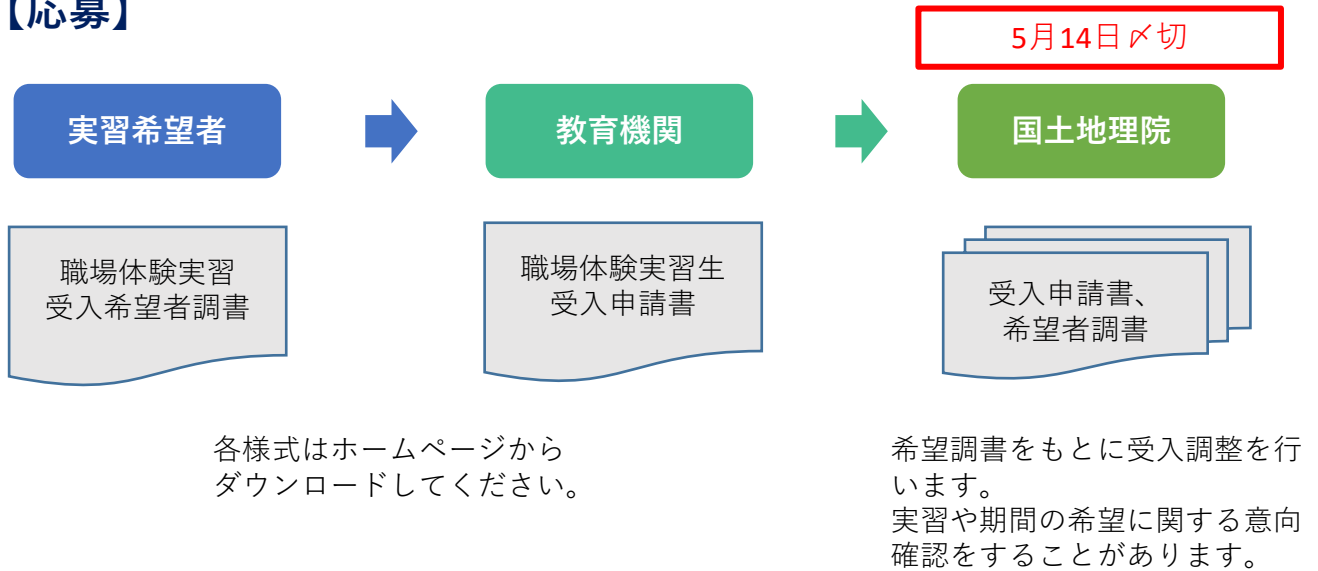 【応募】
5月14日〆切
実習希望者
教育機関
国土地理院
職場体験実習
受入希望者調書
職場体験実習生
受入申請書
受入申請書、
希望者調書
各様式はホームページから
ダウンロードしてください。
希望調書をもとに受入調整を行
います。
実習や期間の希望に関する意向
確認をすることがあります。